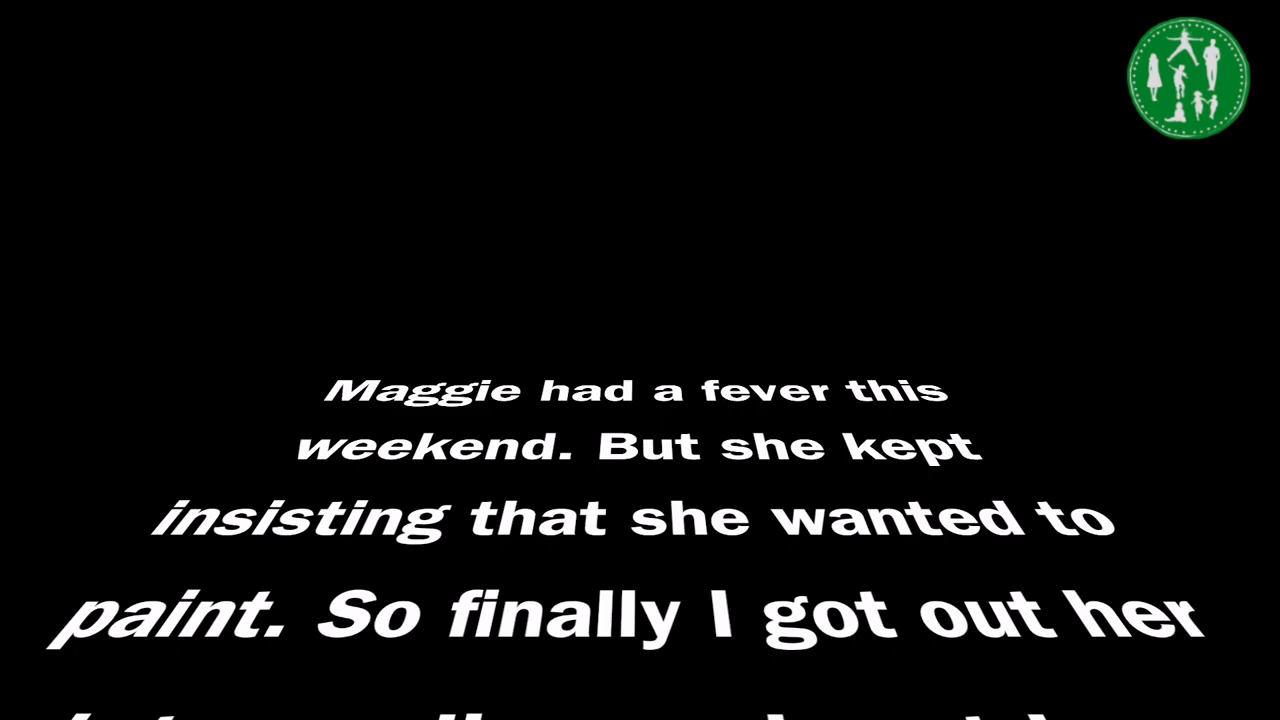 Maggie had a fever this
weekend. But she kept
insisting that she wanted to
paint. So finally I got out her